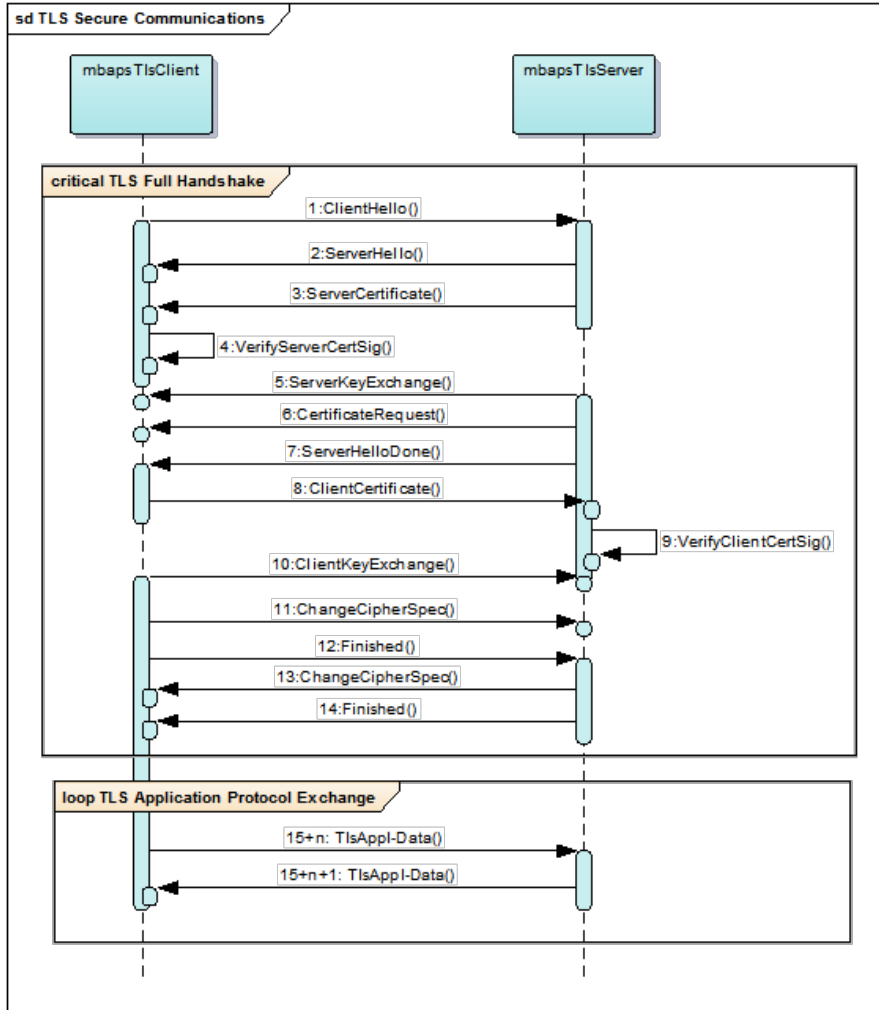 sd TLS Secure Communications
mbapsTlsClient
mbapsTlsServer
critical TLS Full Handshake
1:ClientHello()
2:ServerHello()
3:ServerCertificate()
4:VerifyServerCertSig()
5:ServerKeyExchange()
6:CertificateRequest()
7:ServerHelloDone()
8:ClientCertificate()
9:VerifyClientCertSig()
10:ClientKeyExchange()
11:ChangeCipherSpec()
12:Finished()
13:ChangeCipherSpec()
14:Finished()
loop TLS Application Protocol Exchange
15+n: TlsAppl-Data()
15+n+1: TlsAppl-Data()